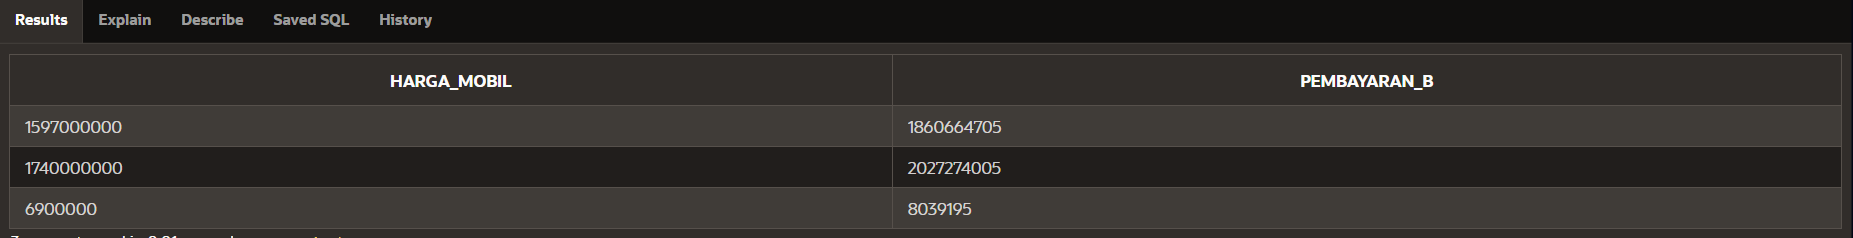 Results Explain Describe Saved SQL History
HARGA_MOBIL PEMBAYARAN_B
1597000000 1860664705
1740000000 2027274005
6900000 8039195